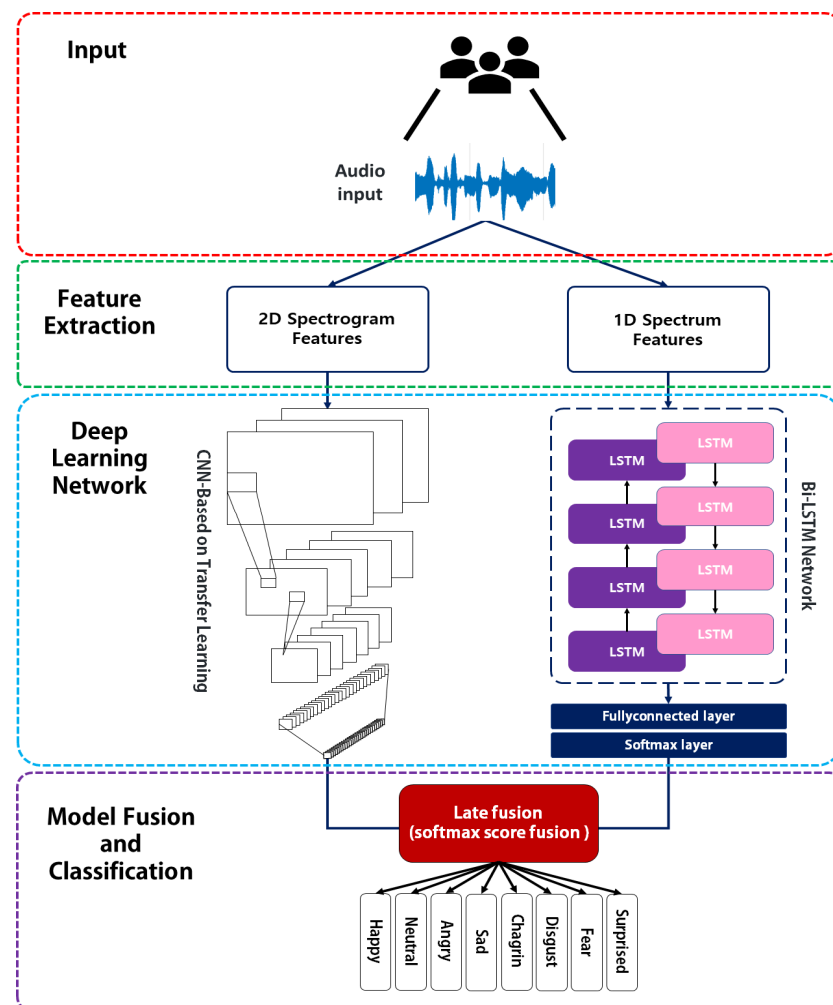 Input
Audio
input
Feature
Extraction
2D Spectrogram
Features
1D Spectrum
Features
Deep
Learning
Network
CNN-Based on Transfer Learning
LSTM
LSTM
LSTM
LSTM
LSTM
LSTM
LSTM
LSTM
Bi-LSTM Network
Fullyconnected layer
Softmax layer
Model Fusion
and
Classification
Late fusion
(softmax score fusion )
Happy
Neutral
Angry
Sad
Chagrin
Disgust
Fear
Surprised